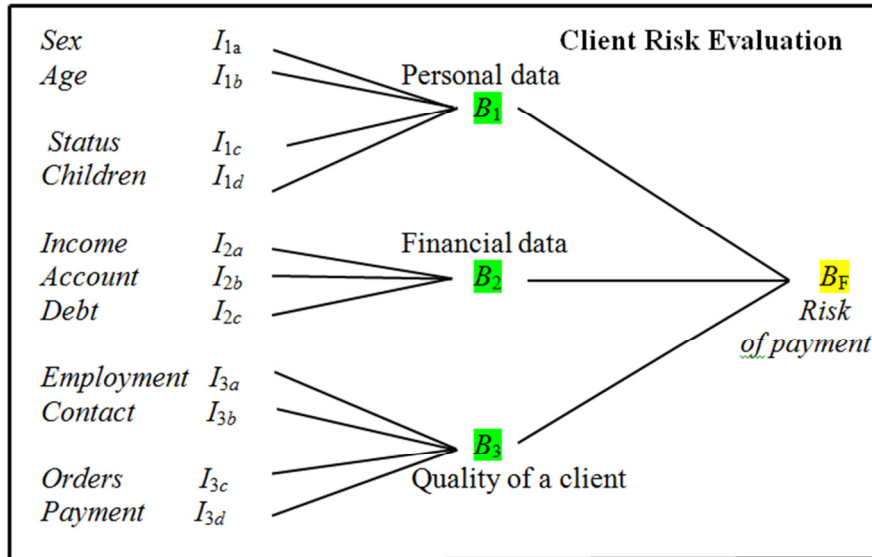 Client Risk Evaluation
Sex I₁ₐ
Age I₁b
Status I₁c
Children I₁d
Personal data
B₁
Income I₂ₐ
Account I₂b
Debt I₂c
Financial data
B₂
Employment I₃ₐ
Contact I₃b
Orders I₃c
Payment I₃d
B₃
Quality of a client
B_F
Risk
of payment